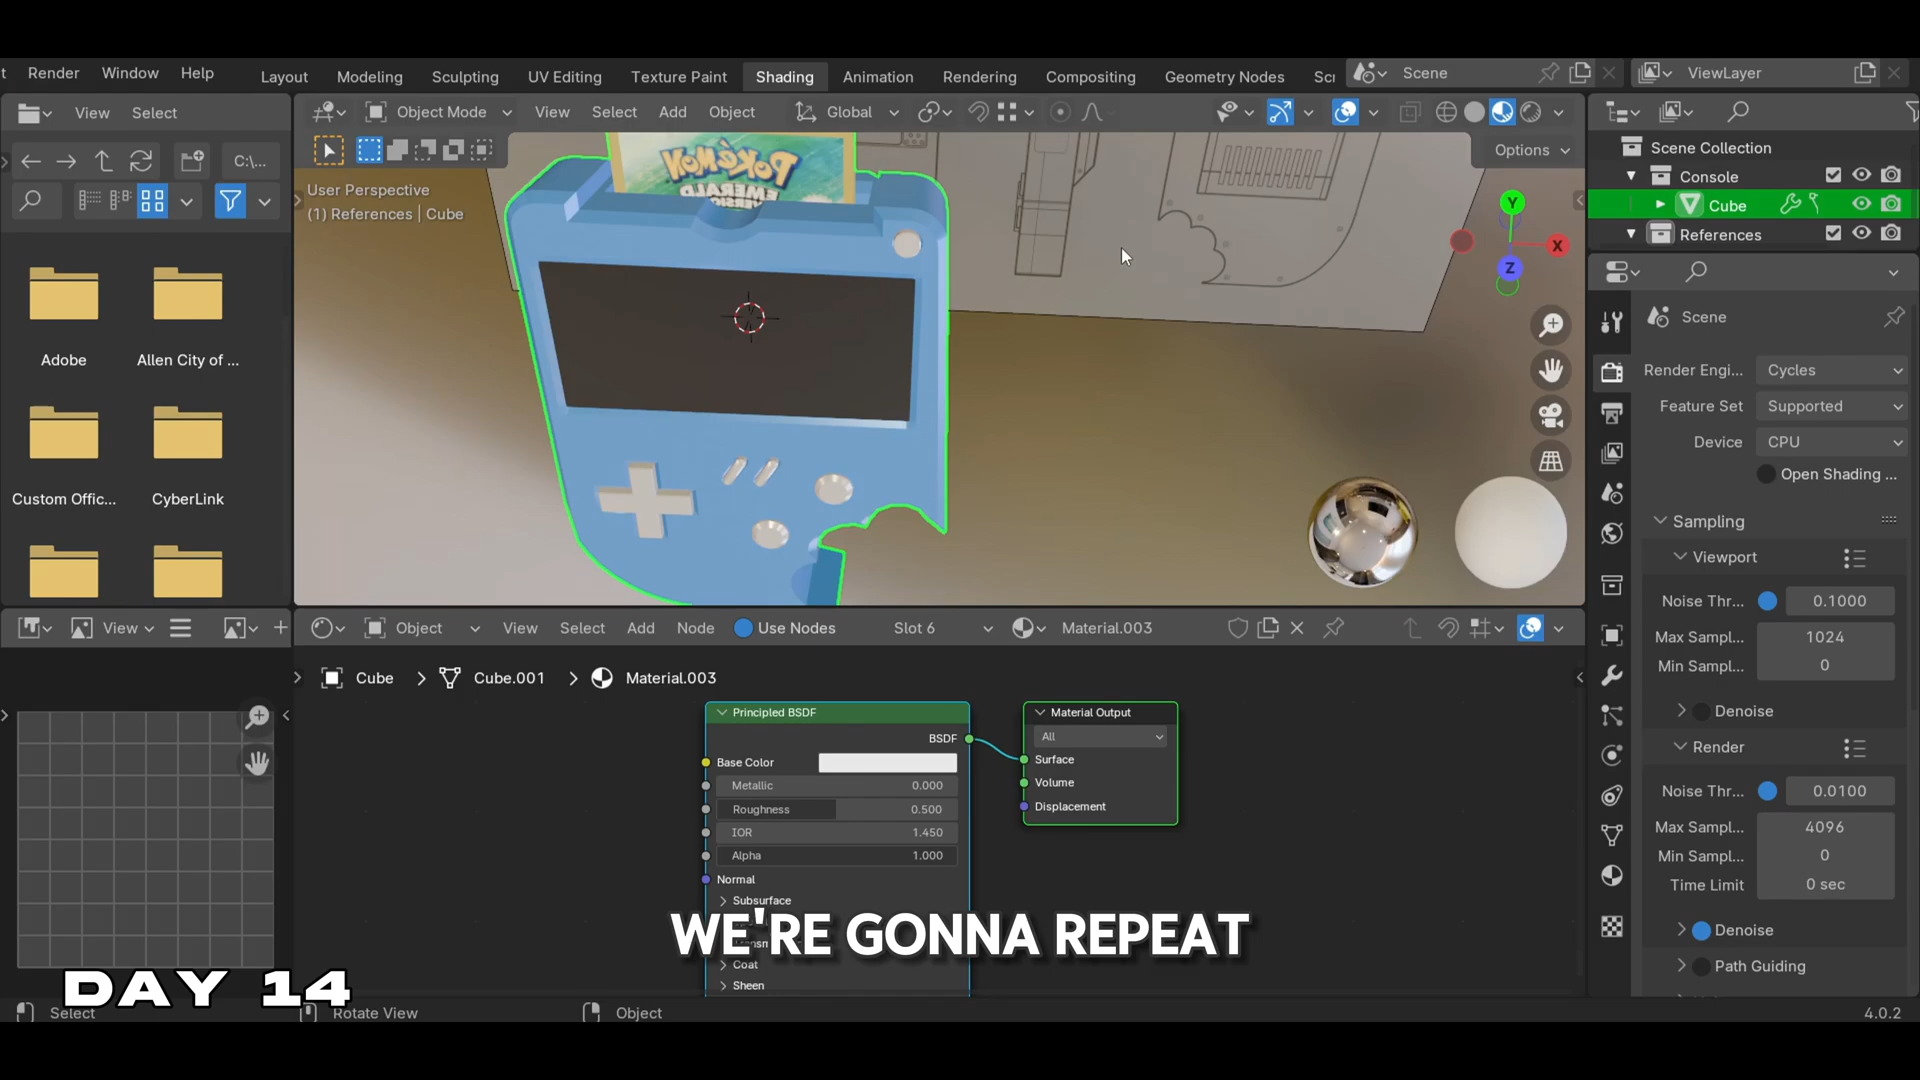 Render Window Help Layout Modeling Sculpting UV Editing Texture Paint Shading Animation Rendering Compositing Geometry Nodes Scr Scene ViewLayer
View Select Object Mode View Select Add Object Global
C:\...
Options
User Perspective
(1) References | Cube
POKéMON
EMERALD
VERSION
Y
X
Z
Scene Collection
Console
Cube
References
Adobe
Allen City of ...
Custom Offic...
CyberLink
Scene
Render Engi... Cycles
Feature Set Supported
Device CPU
Open Shading ...
Sampling
Viewport
Noise Thr... 0.1000
Max Sampl... 1024
Min Sampl... 0
Denoise
Render
Noise Thr... 0.0100
Max Sampl... 4096
Min Sampl... 0
Time Limit 0 sec
Denoise
Path Guiding
View Object View Select Add Node Use Nodes Slot 6 Material.003
Cube Cube.001 Material.003
Principled BSDF
BSDF
Base Color
Metallic 0.000
Roughness 0.500
IOR 1.450
Alpha 1.000
Normal
Subsurface
Coat
Sheen
Material Output
All
Surface
Volume
Displacement
WE'RE GONNA REPEAT
DAY 14
Select Rotate View Object 4.0.2